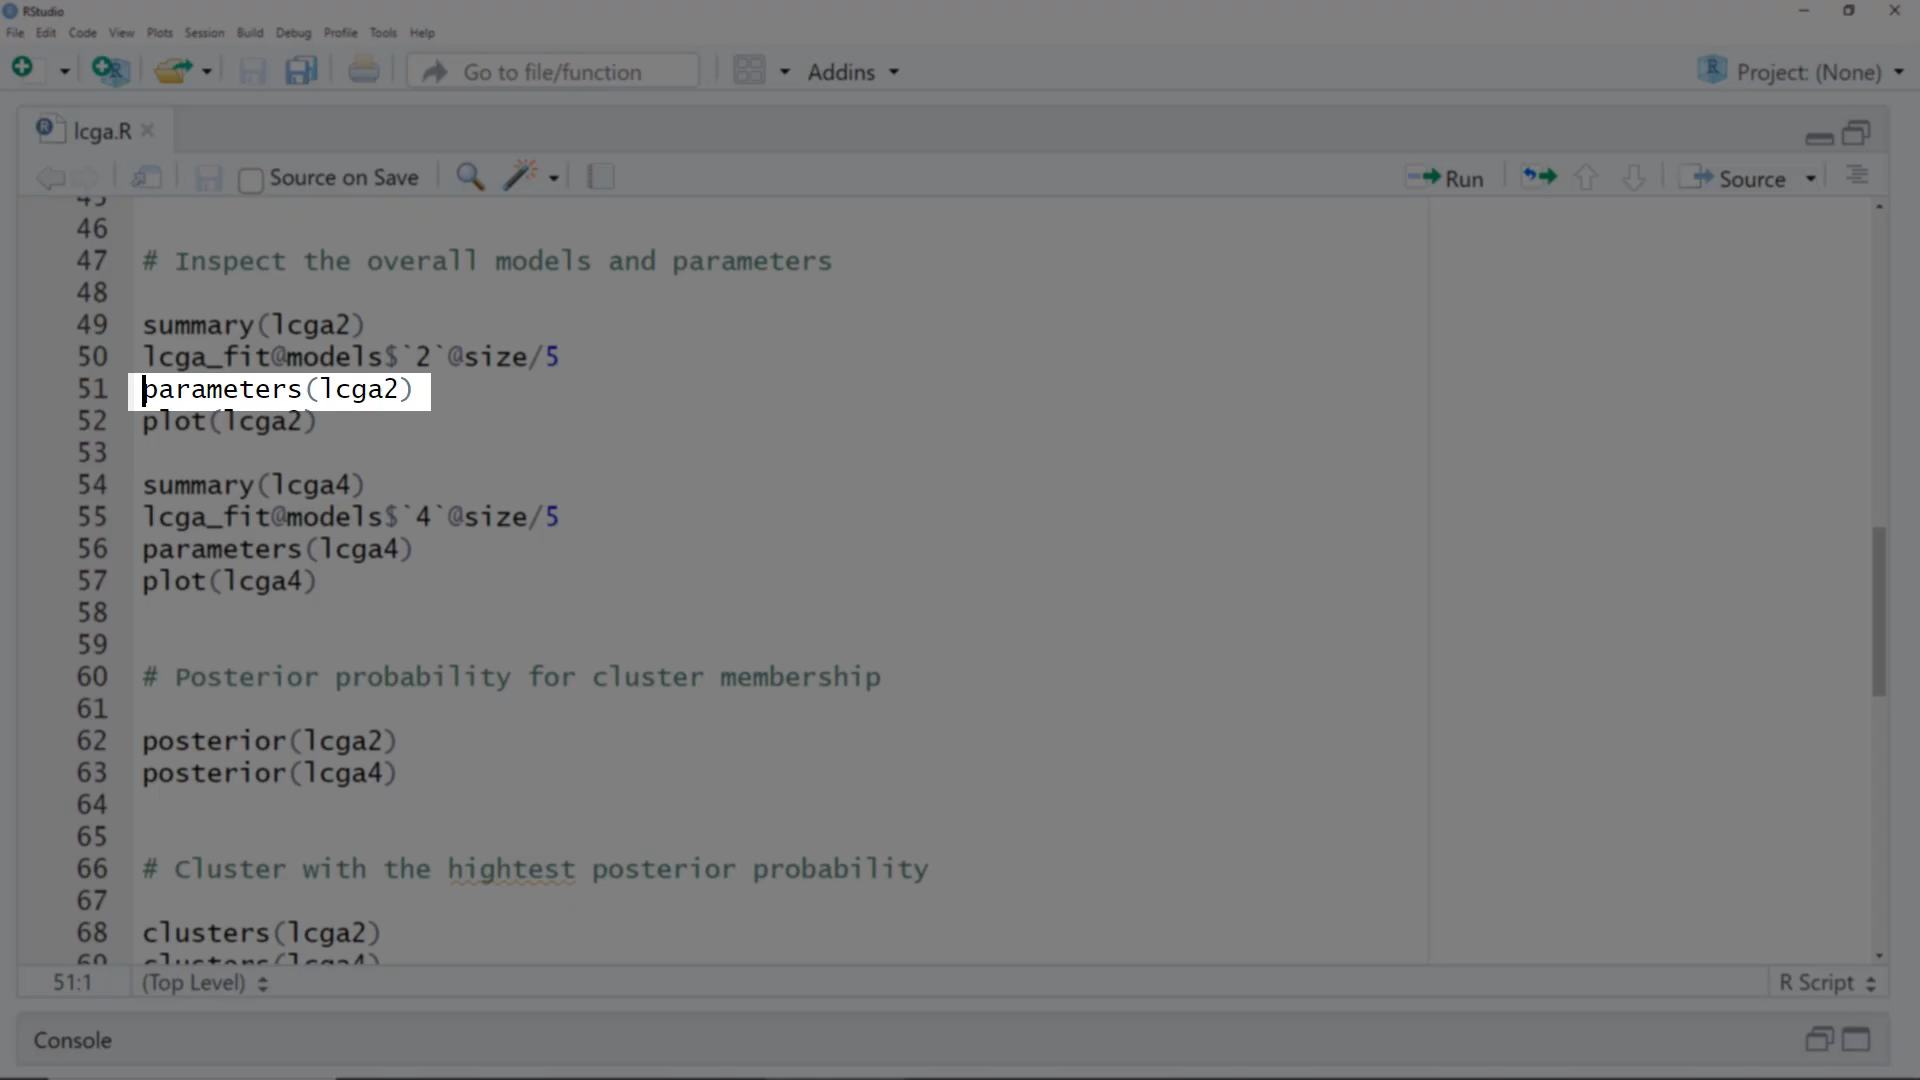 RStudio
File Edit Code View Plots Session Build Debug Profile Tools Help
Go to file/function Addins Project: (None)
lcga.R
Source on Save Run Source
45
46
47 # Inspect the overall models and parameters
48
49 summary(lcga2)
50 lcga_fit@models$`2`@size/5
51 parameters(lcga2)
52 plot(lcga2)
53
54 summary(lcga4)
55 lcga_fit@models$`4`@size/5
56 parameters(lcga4)
57 plot(lcga4)
58
59
60 # Posterior probability for cluster membership
61
62 posterior(lcga2)
63 posterior(lcga4)
64
65
66 # Cluster with the highest posterior probability
67
68 clusters(lcga2)
69 clusters(lcga4)
51:1 (Top Level) R Script
Console